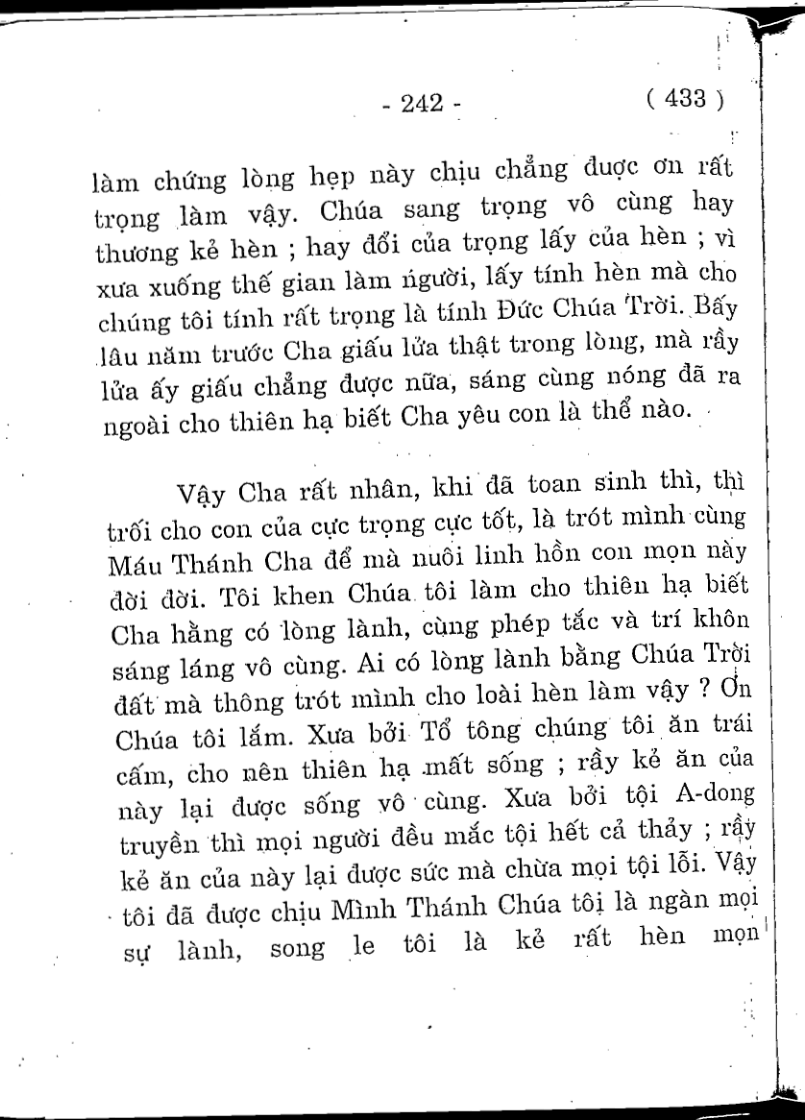 - 242 -
( 433 )
làm chứng lòng hẹp này chịu chẳng đuợc ơn rất
trọng làm vậy. Chúa sang trọng vô cùng hay
thương kẻ hèn ; hay đổi của trọng lấy của hèn ; vì
xưa xuống thế gian làm người, lấy tính hèn mà cho
chúng tôi tính rất trọng là tính Đức Chúa Trời. Bấy
lâu năm trước Cha giấu lửa thật trong lòng, mà rầy
lửa ấy giấu chẳng được nữa, sáng cùng nóng đã ra
ngoài cho thiên hạ biết Cha yêu con là thể nào.
Vậy Cha rất nhân, khi đã toan sinh thì, thì
trối cho con của cực trọng cực tốt, là trót mình cùng
Máu Thánh Cha để mà nuôi linh hồn con mọn này
đời đời. Tôi khen Chúa tôi làm cho thiên hạ biết
Cha hằng có lòng lành, cùng phép tắc và trí khôn
sáng láng vô cùng. Ai có lòng lành bằng Chúa Trời
đất mà thông trót mình cho loài hèn làm vậy ? Ơn
Chúa tôi lắm. Xưa bởi Tổ tông chúng tôi ăn trái
cấm, cho nên thiên hạ mất sống ; rầy kẻ ăn của
này lại được sống vô cùng. Xưa bởi tội A-dong
truyền thì mọi người đều mắc tội hết cả thảy ; rầy
kẻ ăn của này lại được sức mà chừa mọi tội lỗi. Vậy
tôi đã được chịu Mình Thánh Chúa tôi là ngàn mọi
sự lành, song le tôi là kẻ rất hèn mọn